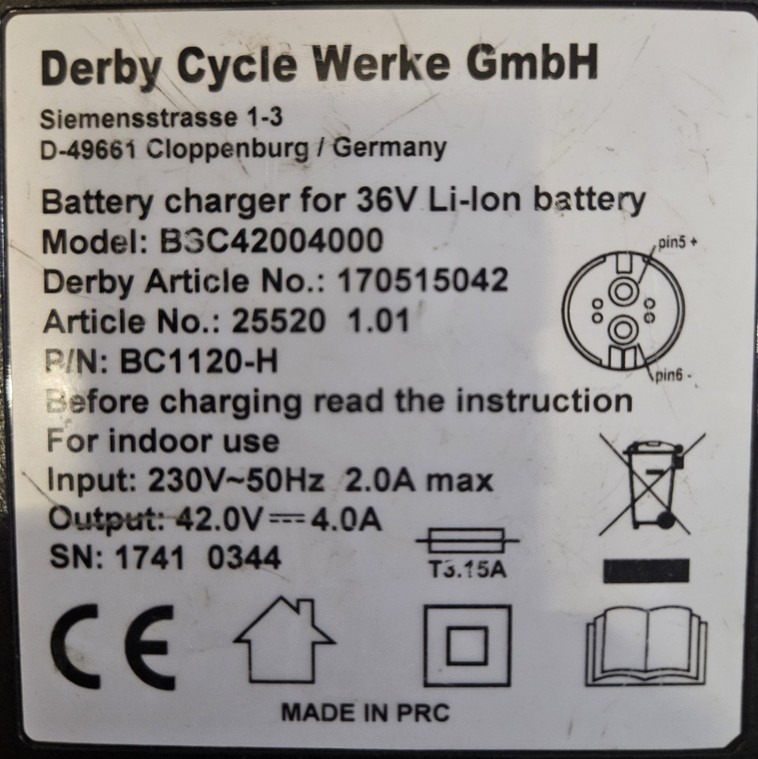 Derby Cycle Werke GmbH
Siemensstrasse 1-3
D-49661 Cloppenburg / Germany
Battery charger for 36V Li-Ion battery
Model: BSC42004000
Derby Article No.: 170515042
Article No.: 25520 1.01
P/N: BC1120-H
Before charging read the instruction
For indoor use
Input: 230V~50Hz 2.0A max
Output: 42.0V⎓4.0A
SN: 1741 0344
pin5 +
pin6 -
T3.15A
CE
MADE IN PRC